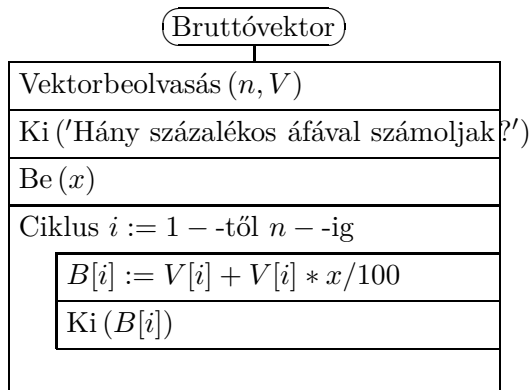 Bruttóvektor
Vektorbeolvasás (n, V)
Ki ('Hány százalékos áfával számoljak?')
Be (x)
Ciklus i := 1 − -től n − -ig
B[i] := V[i] + V[i] ∗ x/100
Ki (B[i])